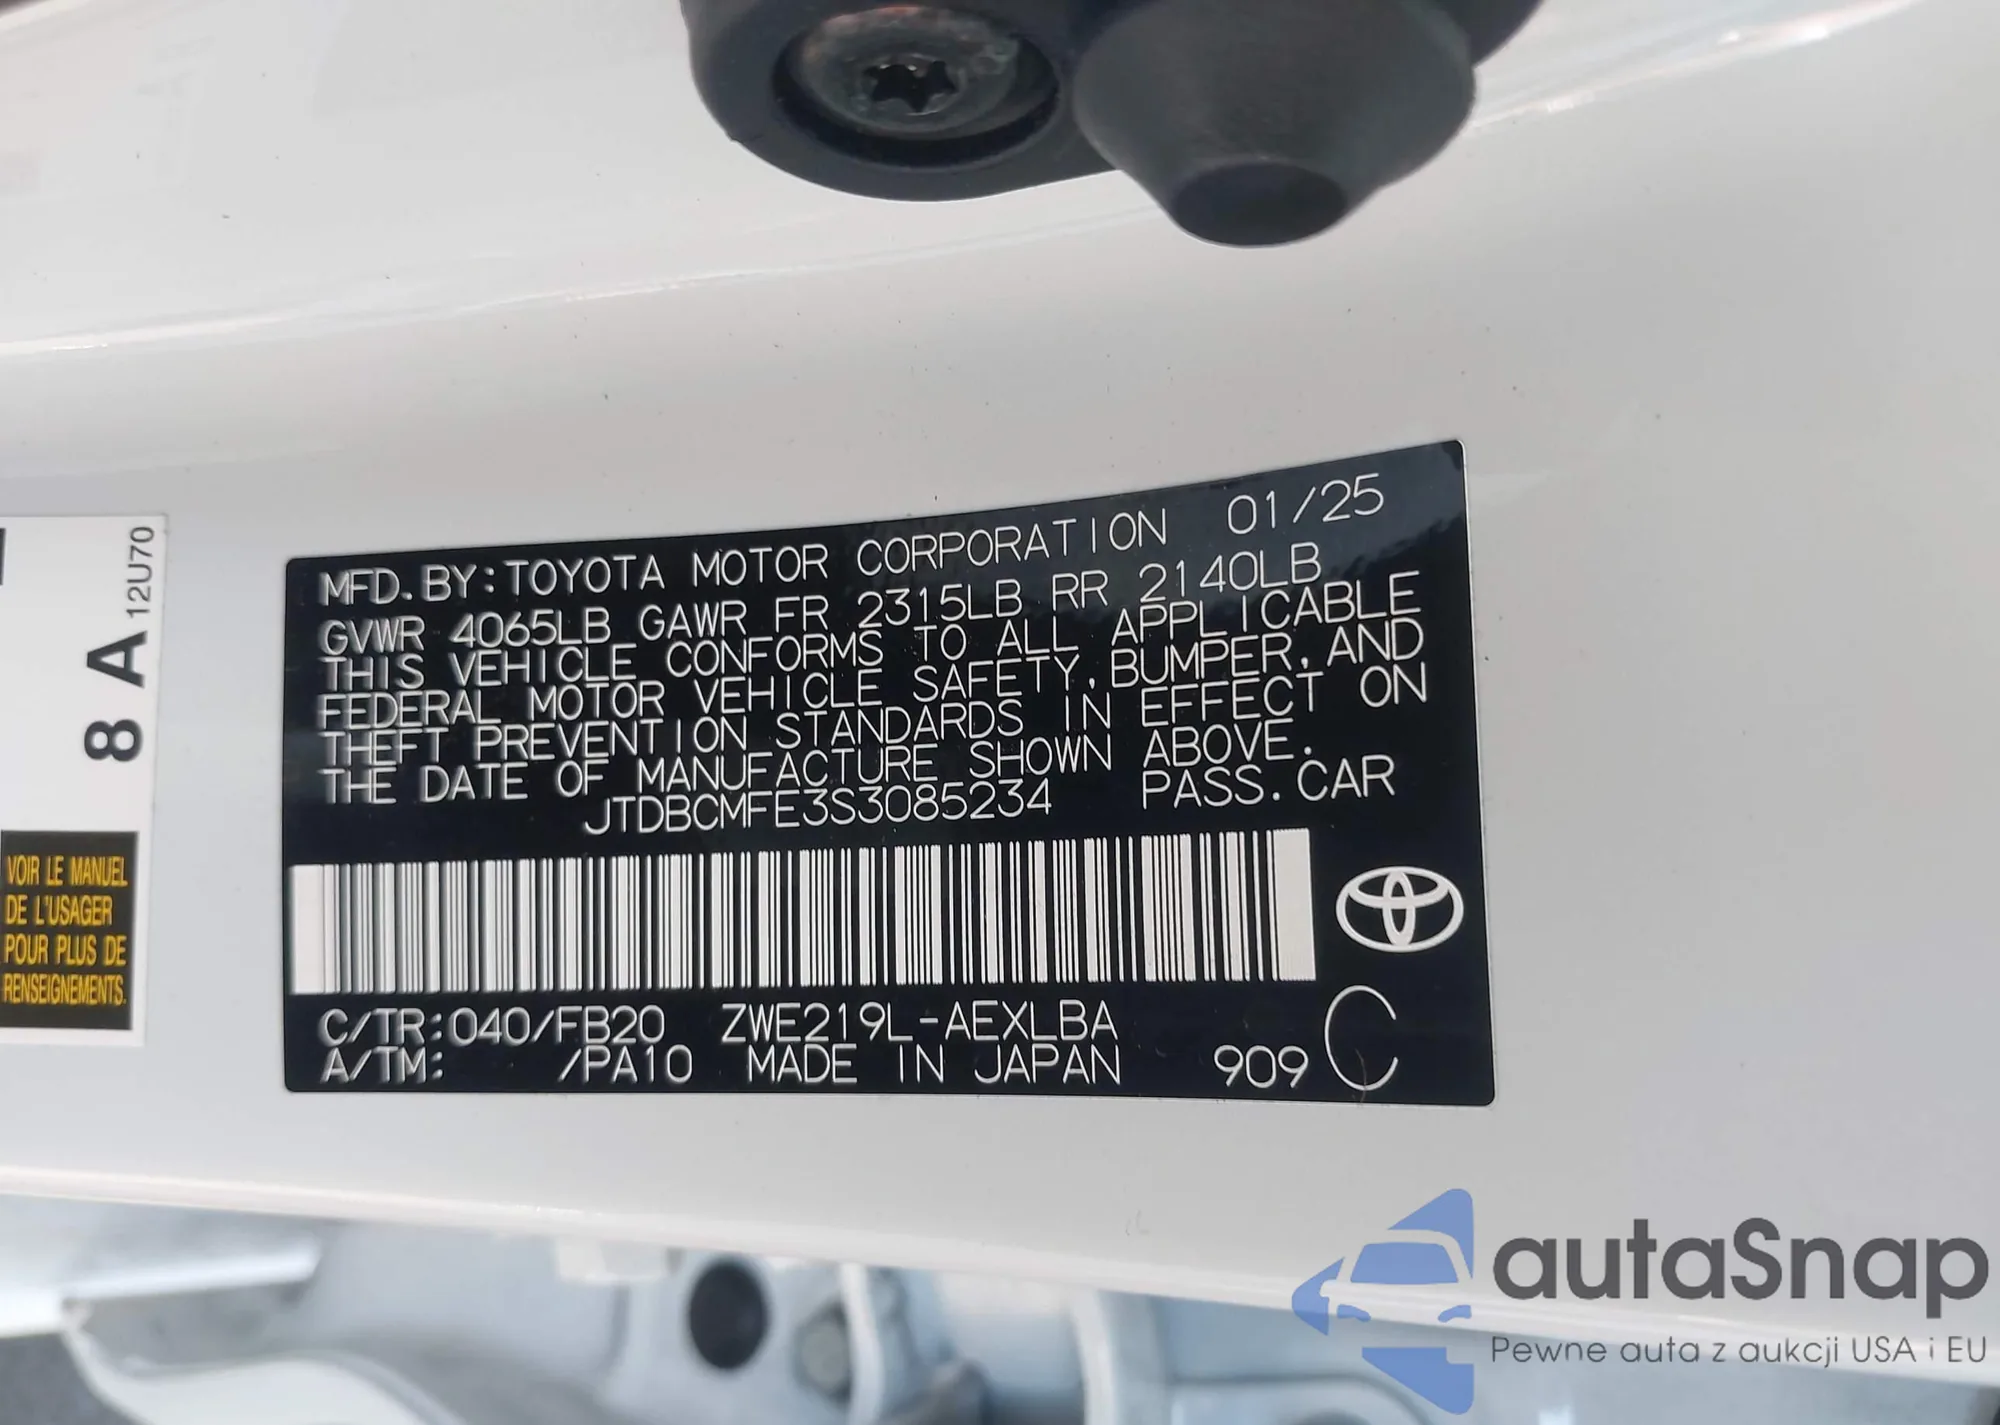 MFD. BY: TOYOTA MOTOR CORPORATION 01/25
GVWR 4065LB GAWR FR 2315LB RR 2140LB
THIS VEHICLE CONFORMS TO ALL APPLICABLE
FEDERAL MOTOR VEHICLE SAFETY, BUMPER, AND
THEFT PREVENTION STANDARDS IN EFFECT ON
THE DATE OF MANUFACTURE SHOWN ABOVE.
JTDBCMFE3S3085234 PASS. CAR
C/TR: 040/FB20 ZWE219L-AEXLBA C
A/TM: /PA10 MADE IN JAPAN 909
8 A 12U70
VOIR LE MANUEL
DE L'USAGER
POUR PLUS DE
RENSEIGNEMENTS.
autaSnap
Pewne auta z aukcji USA i EU